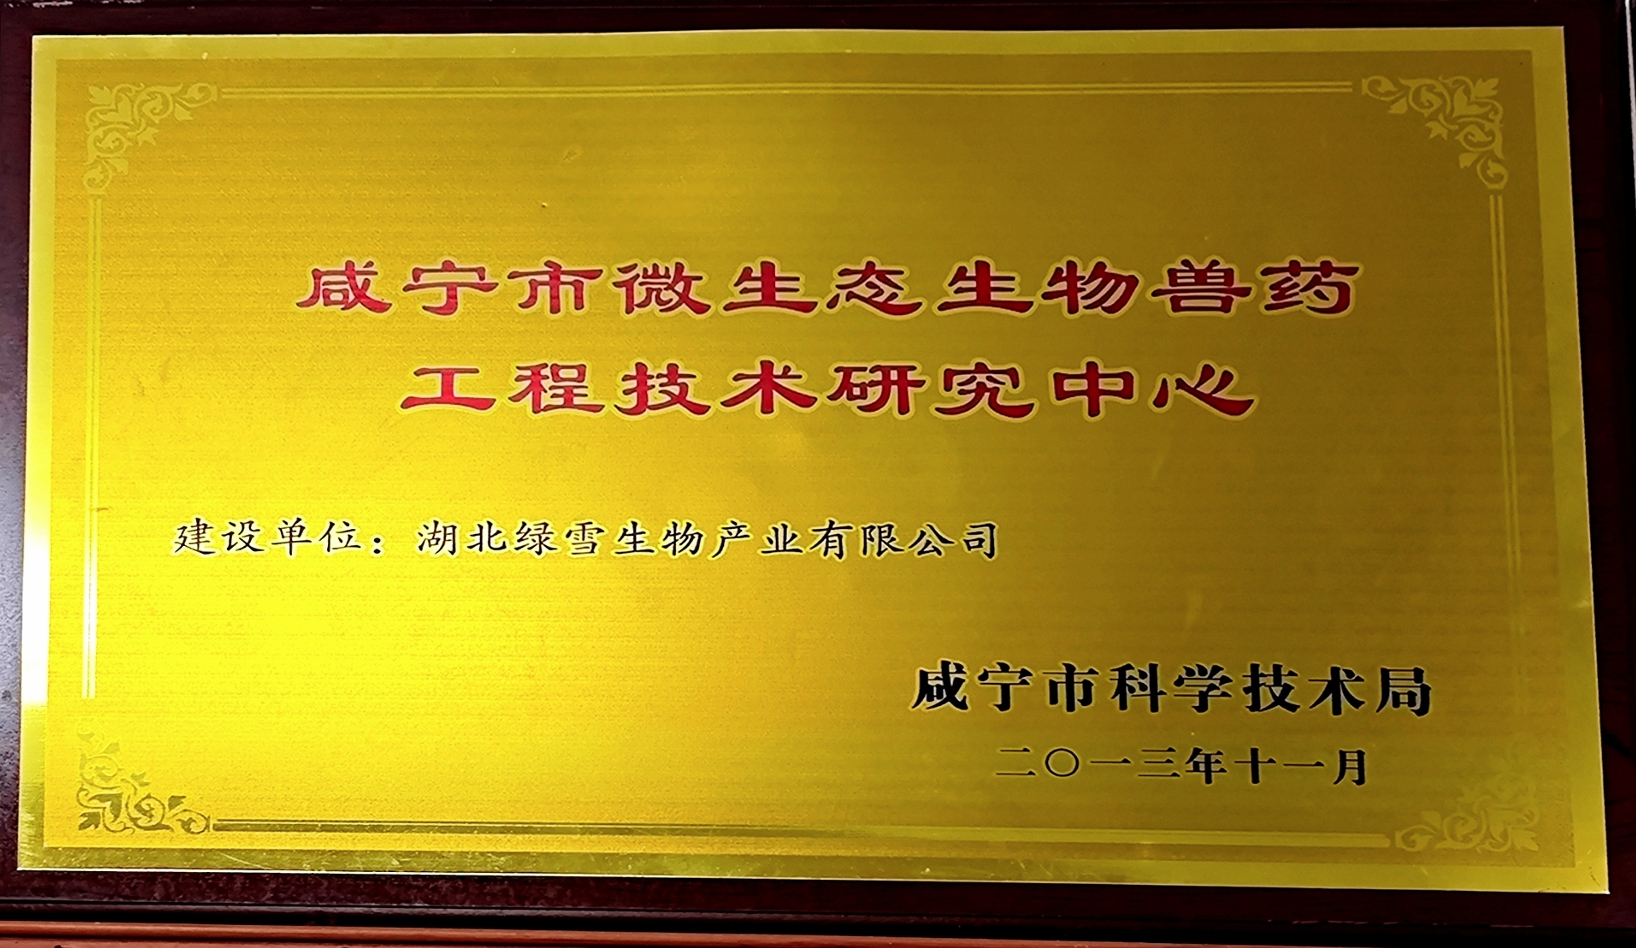 咸宁市微生态生物兽药
工程技术研究中心
建设单位：湖北绿雪生物产业有限公司
咸宁市科学技术局
二〇一三年十一月